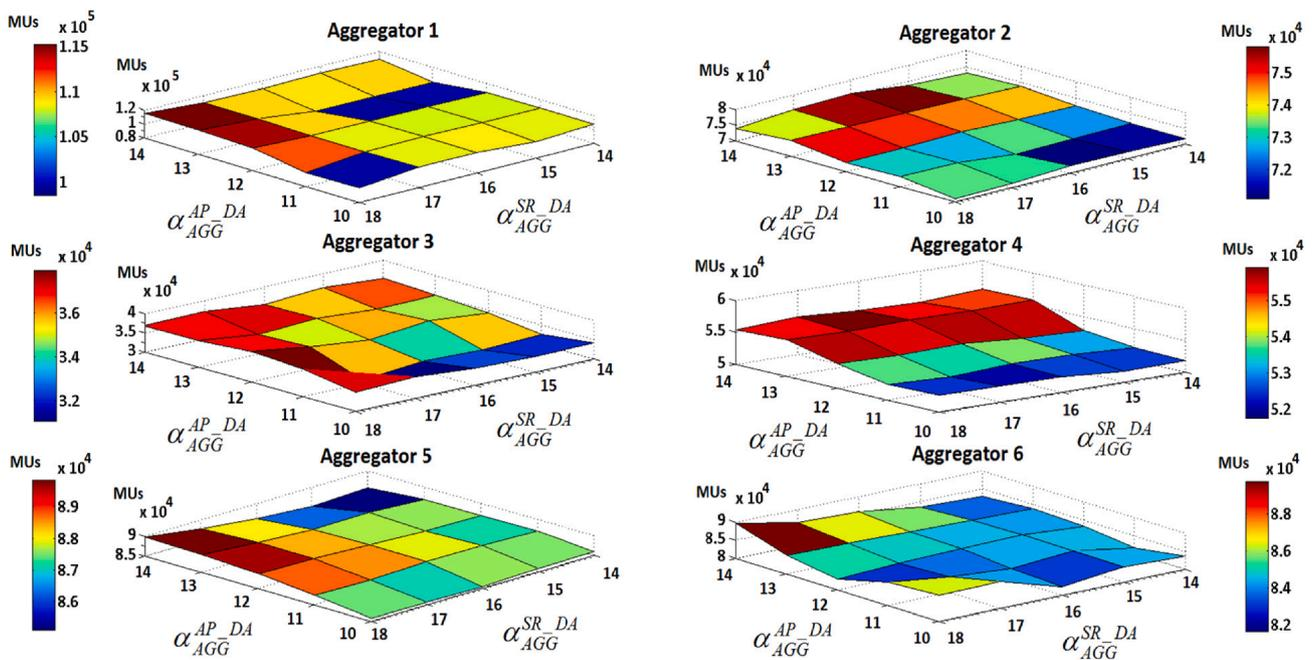 Aggregator 1
MUs x 10^5
1.15
1.1
1.05
1
MUs x 10^5
1.2
1
0.8
14 13 12 11 10
18 17 16 15 14
α_AGG^AP_DA
α_AGG^SR_DA
Aggregator 2
MUs x 10^4
8
7.5
7
14 13 12 11 10
18 17 16 15 14
α_AGG^AP_DA
α_AGG^SR_DA
MUs x 10^4
7.5
7.4
7.3
7.2
Aggregator 3
MUs x 10^4
3.6
3.4
3.2
MUs x 10^4
4
3.5
3
14 13 12 11 10
18 17 16 15 14
α_AGG^AP_DA
α_AGG^SR_DA
Aggregator 4
MUs x 10^4
6
5.5
5
14 13 12 11 10
18 17 16 15 14
α_AGG^AP_DA
α_AGG^SR_DA
MUs x 10^4
5.5
5.4
5.3
5.2
Aggregator 5
MUs x 10^4
8.9
8.8
8.7
8.6
MUs x 10^4
9
8.5
14 13 12 11 10
18 17 16 15 14
α_AGG^AP_DA
α_AGG^SR_DA
Aggregator 6
MUs x 10^4
9
8.5
8
14 13 12 11 10
18 17 16 15 14
α_AGG^AP_DA
α_AGG^SR_DA
MUs x 10^4
8.8
8.6
8.4
8.2